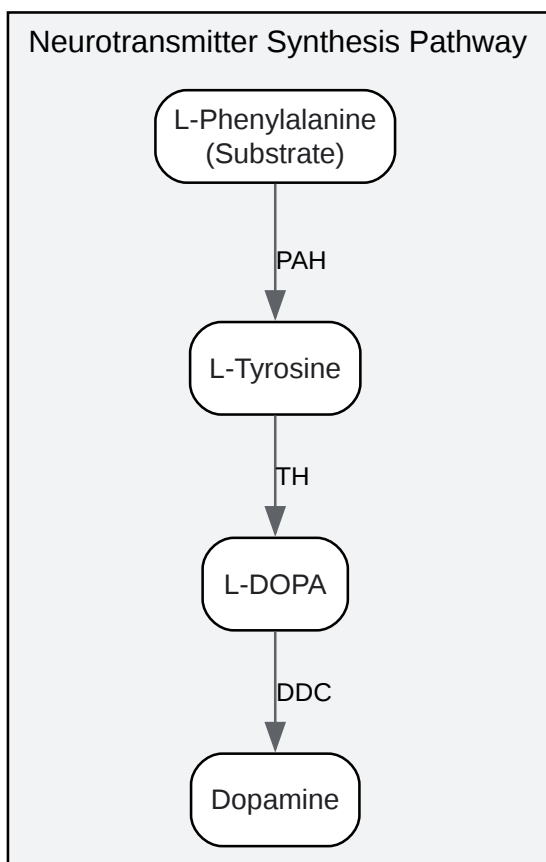 Neurotransmitter Synthesis Pathway
L-Phenylalanine
(Substrate)
PAH
L-Tyrosine
TH
L-DOPA
DDC
Dopamine